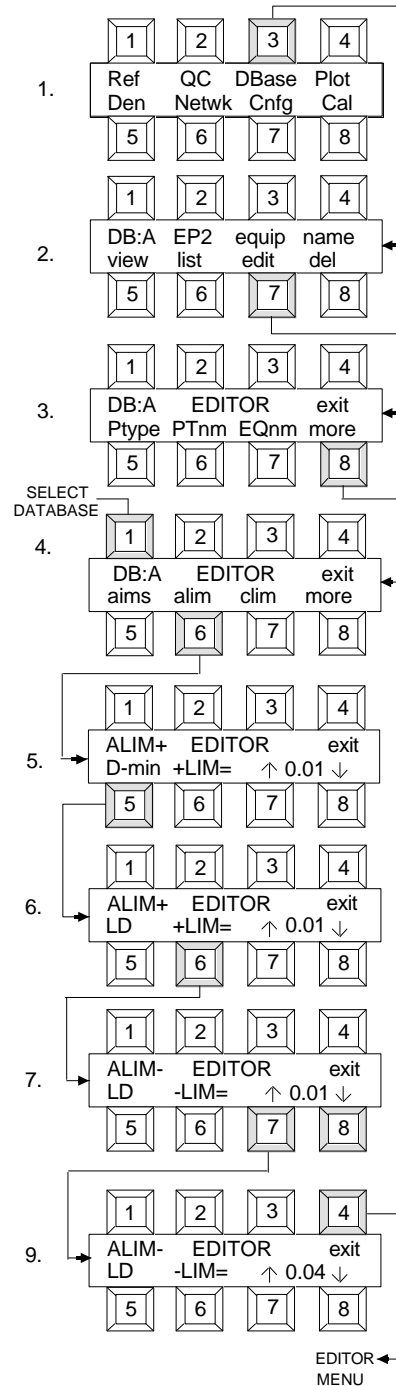 1 2 3 4
1.
Ref QC DBase Plot
Den Netwk Cnfg Cal
5 6 7 8
1 2 3 4
2.
DB:A EP2 equip name
view list edit del
5 6 7 8
1 2 3 4
3.
DB:A EDITOR exit
Ptype PTnm EQnm more
5 6 7 8
SELECT
DATABASE
1 2 3 4
4.
DB:A EDITOR exit
aims alim clim more
5 6 7 8
1 2 3 4
5.
ALIM+ EDITOR exit
D-min +LIM= ↑ 0.01 ↓
5 6 7 8
1 2 3 4
6.
ALIM+ EDITOR exit
LD +LIM= ↑ 0.01 ↓
5 6 7 8
1 2 3 4
7.
ALIM- EDITOR exit
LD -LIM= ↑ 0.01 ↓
5 6 7 8
1 2 3 4
9.
ALIM- EDITOR exit
LD -LIM= ↑ 0.04 ↓
5 6 7 8
EDITOR
MENU